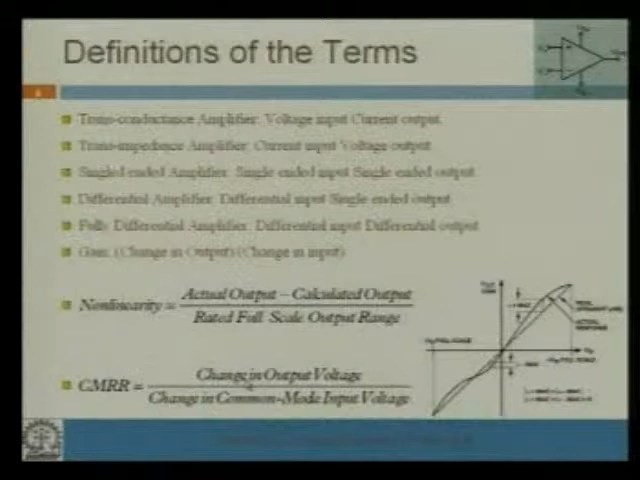 Definitions of the Terms
Trans-conductance Amplifier: Voltage input Current output
Trans-impedance Amplifier: Current input Voltage output
Singled ended Amplifier: Single ended input Single ended output
Differential Amplifier: Differential input Single ended output
Fully Differential Amplifier: Differential input Differential output
Gain: (Change in Output)/(Change in input)
Nonlinearity = Actual Output – Calculated Output
Rated Full Scale Output Range
CMRR = Change in Output Voltage
Change in Common-Mode Input Voltage
ACTUAL
RESPONSE